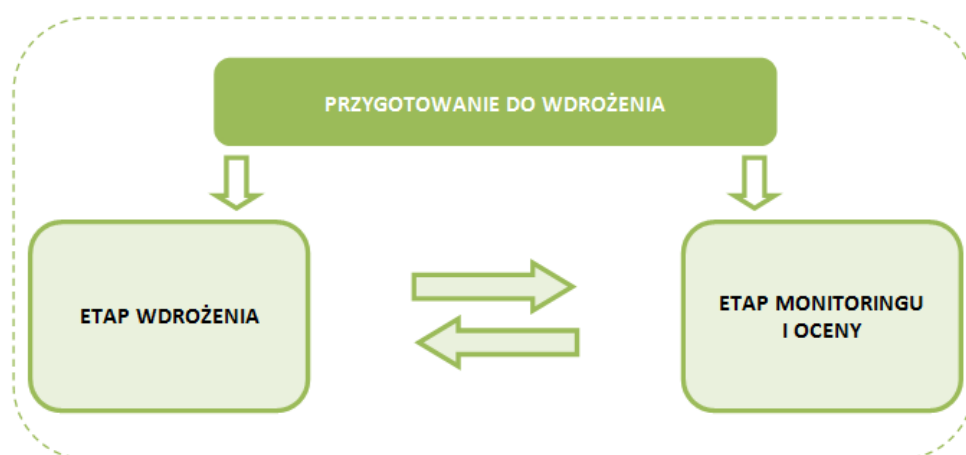 PRZYGOTOWANIE DO WDROŻENIA
ETAP WDROŻENIA
ETAP MONITORINGU
I OCENY